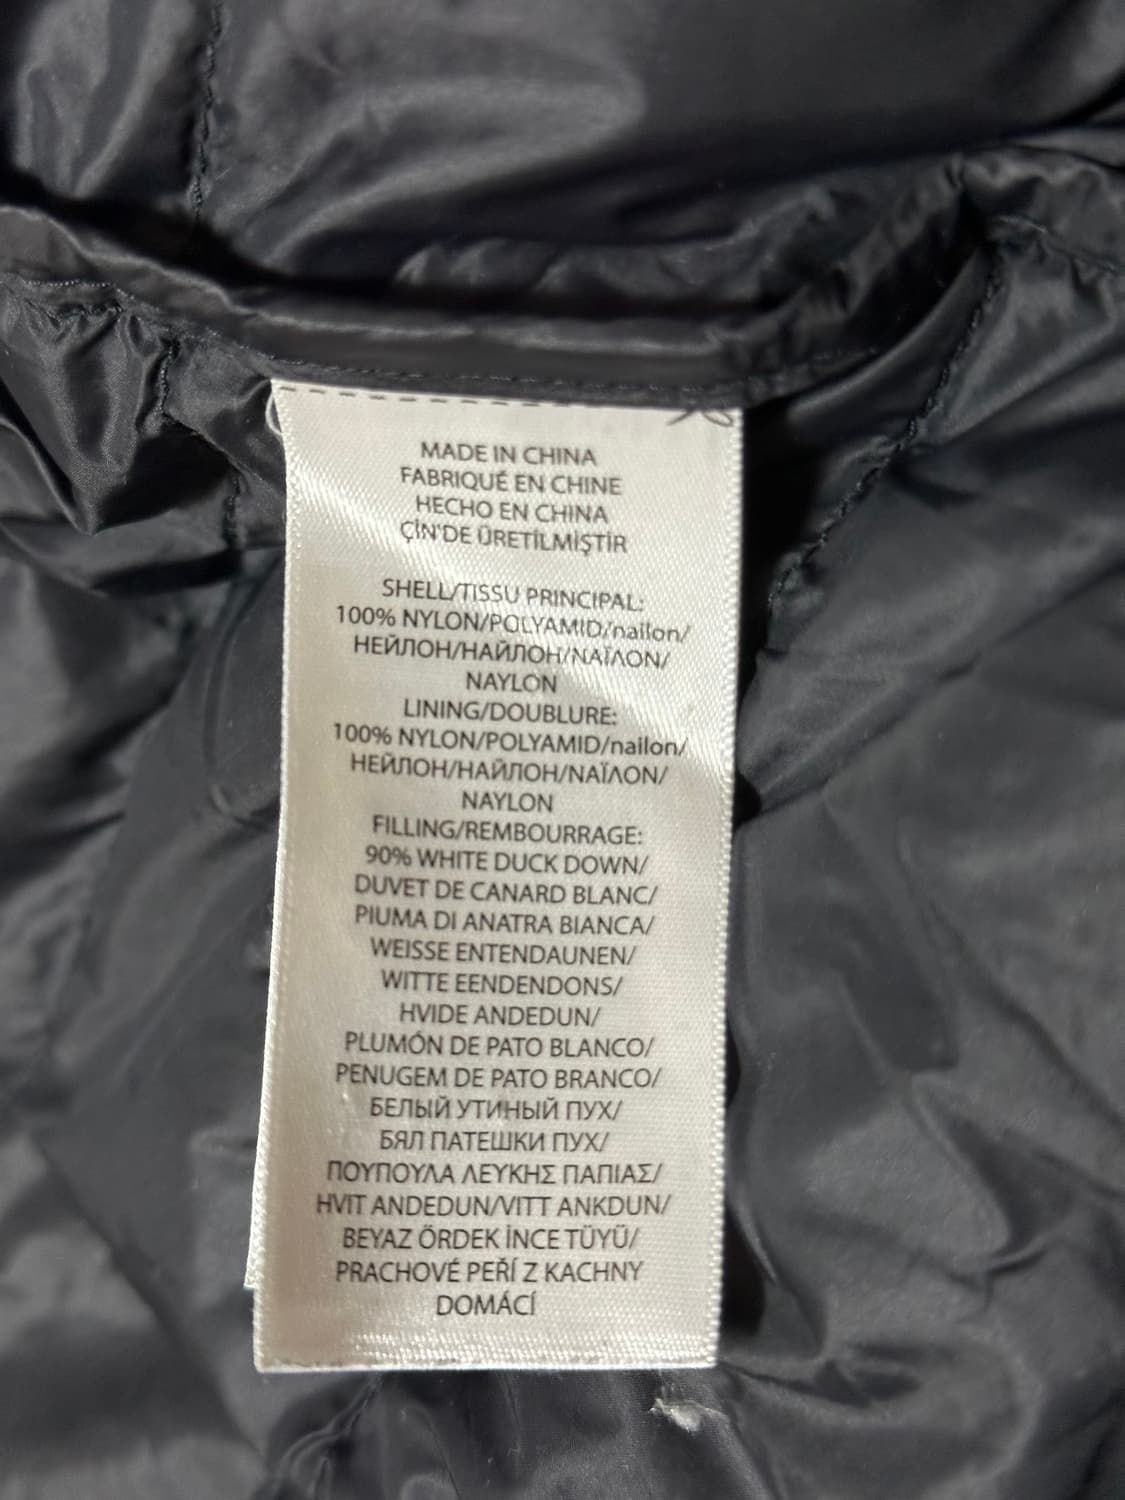 MADE IN CHINA
FABRIQUÉ EN CHINE
HECHO EN CHINA
ÇİN'DE ÜRETİLMİŞTİR
SHELL/TISSU PRINCIPAL:
100% NYLON/POLYAMID/nailon/
НЕЙЛОН/НАЙЛОН/ΝΑΪΛΟΝ/
NAYLON
LINING/DOUBLURE:
100% NYLON/POLYAMID/nailon/
НЕЙЛОН/НАЙЛОН/ΝΑΪΛΟΝ/
NAYLON
FILLING/REMBOURRAGE:
90% WHITE DUCK DOWN/
DUVET DE CANARD BLANC/
PIUMA DI ANATRA BIANCA/
WEISSE ENTENDAUNEN/
WITTE EENDENDONS/
HVIDE ANDEDUN/
PLUMÓN DE PATO BLANCO/
PENUGEM DE PATO BRANCO/
БЕЛЫЙ УТИНЫЙ ПУХ/
БЯЛ ПАТЕШКИ ПУХ/
ΠΟΥΠΟΥΛΑ ΛΕΥΚΗΣ ΠΑΠΙΑΣ/
HVIT ANDEDUN/VITT ANKDUN/
BEYAZ ÖRDEK İNCE TÜYÜ/
PRACHOVÉ PEŘÍ Z KACHNY
DOMÁCÍ